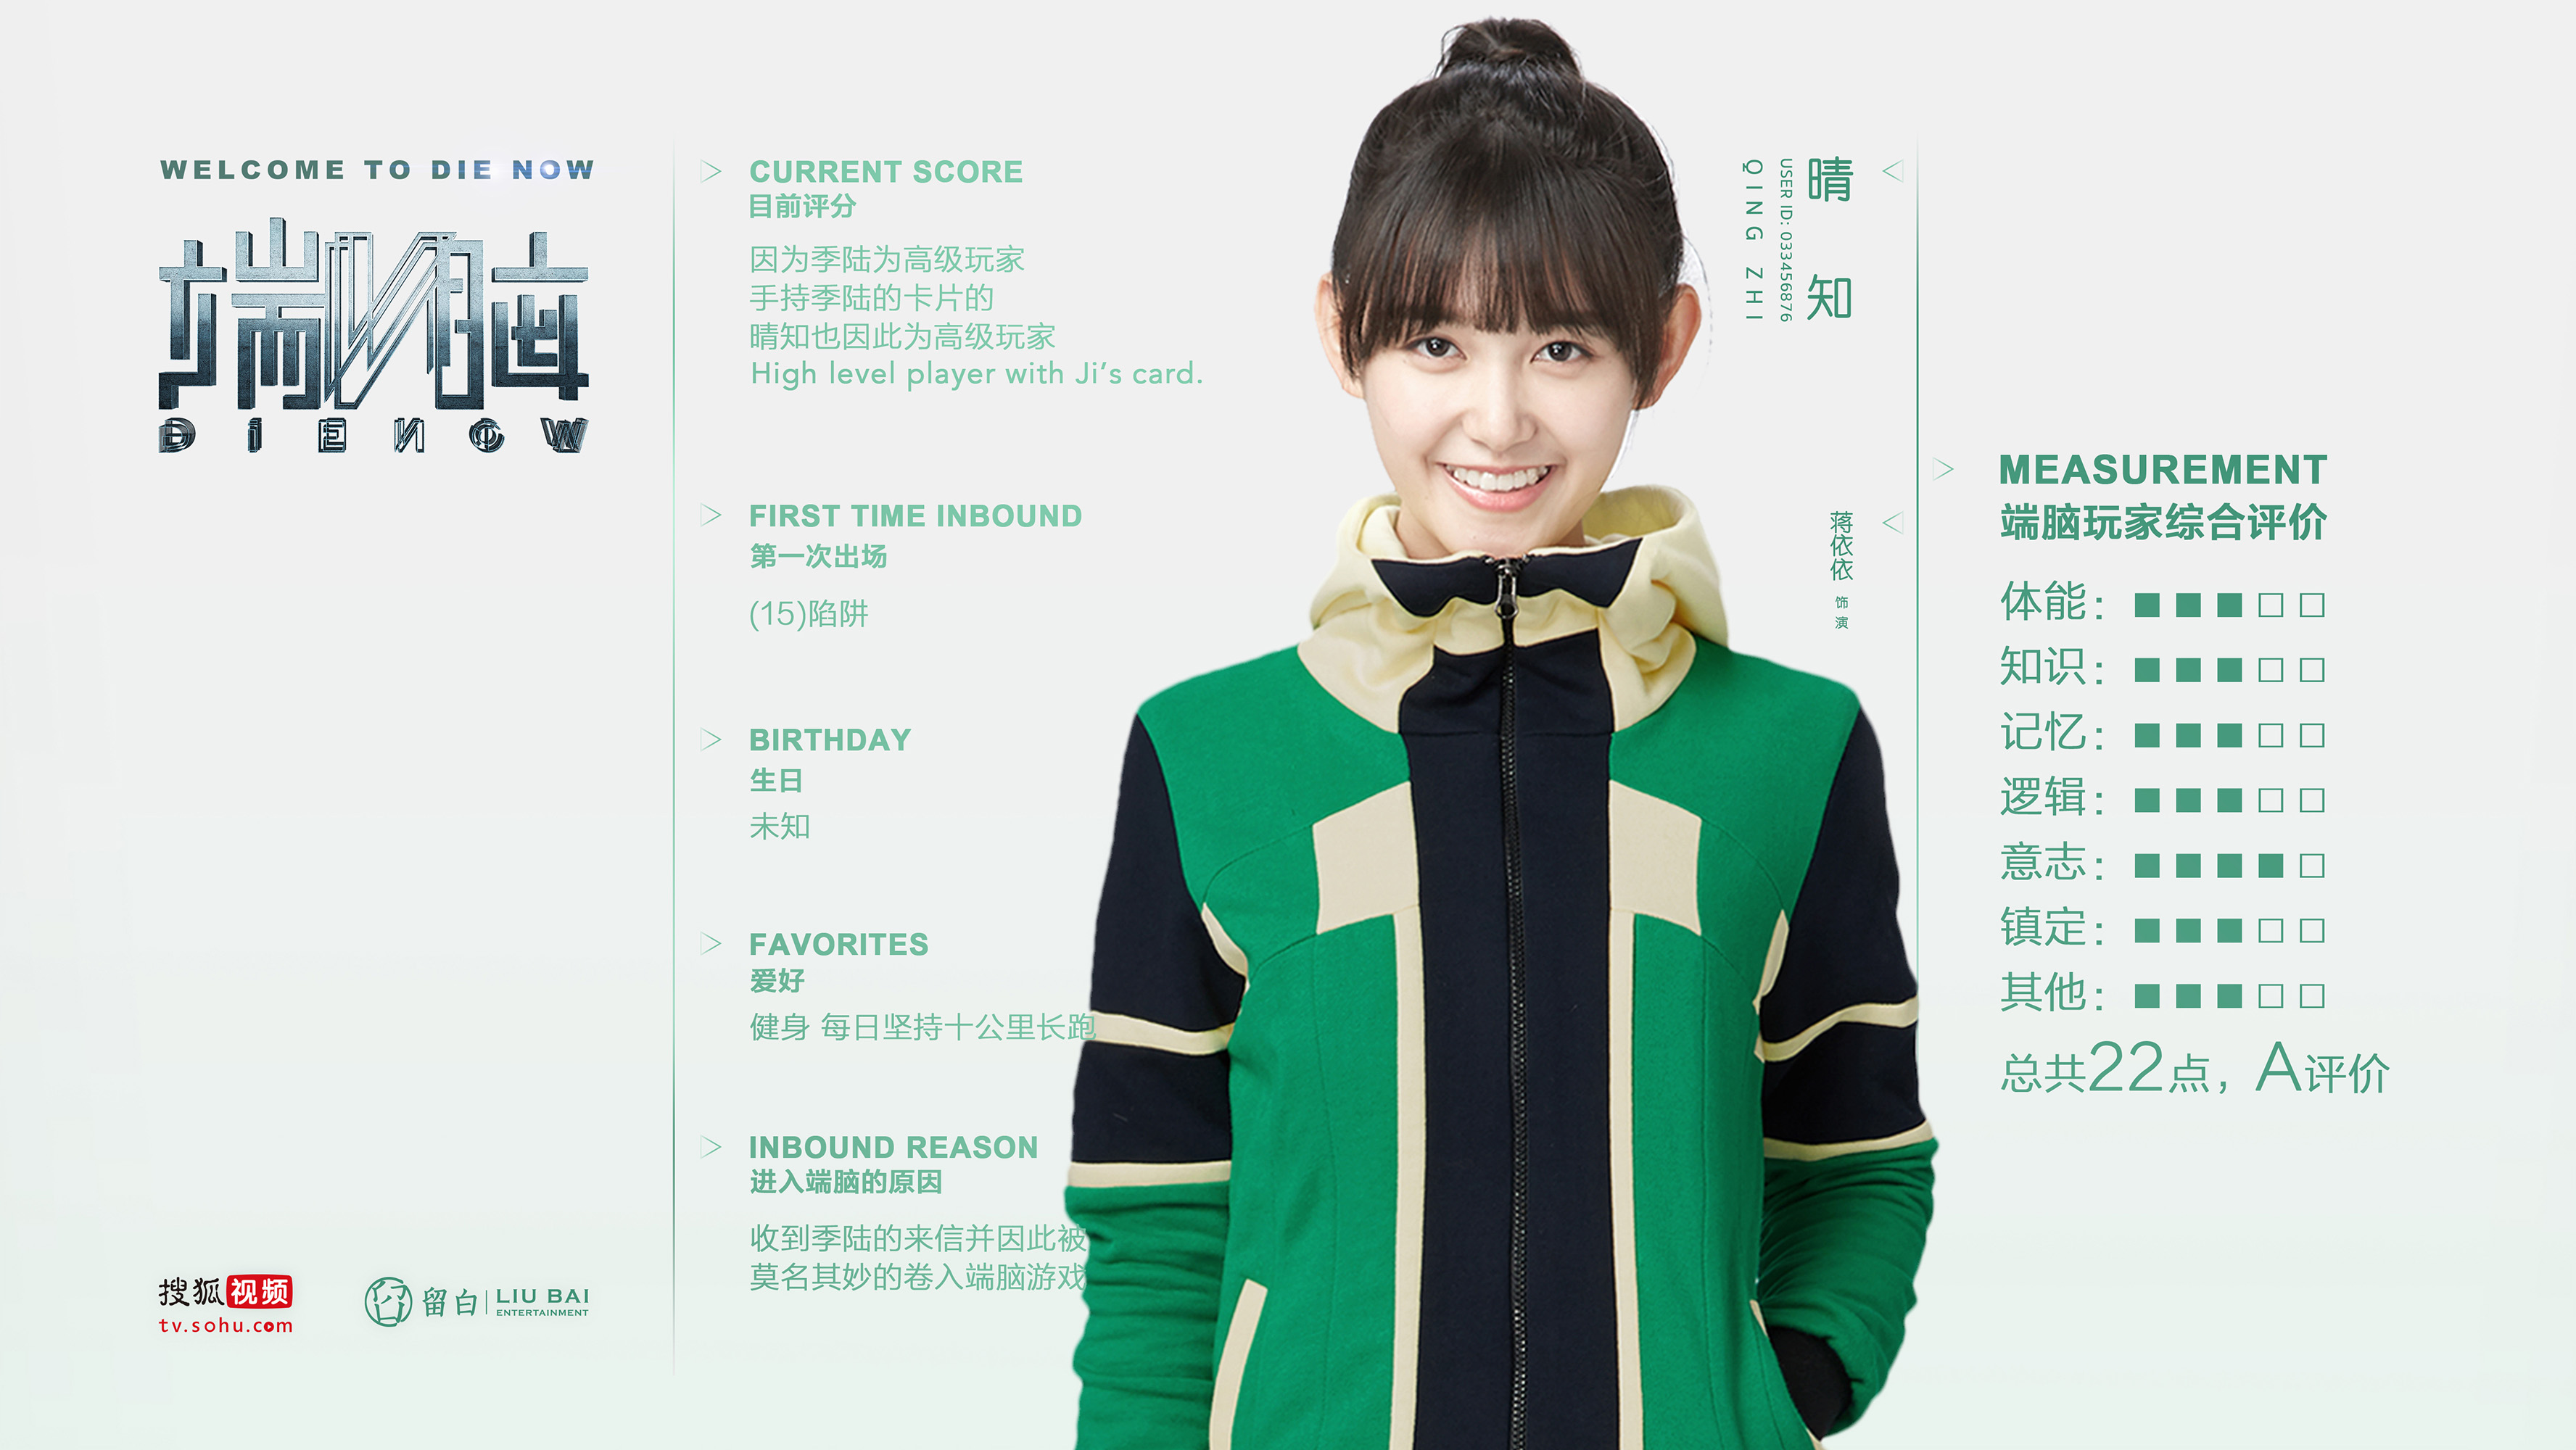 WELCOME TO DIE NOW
端脑
DIE NOW
搜狐视频
tv.sohu.com
留白 LIU BAI
ENTERTAINMENT
CURRENT SCORE
目前评分
因为季陆为高级玩家
手持季陆的卡片的
晴知也因此为高级玩家
High level player with Ji's card.
FIRST TIME INBOUND
第一次出场
(15)陷阱
BIRTHDAY
生日
未知
FAVORITES
爱好
健身 每日坚持十公里长跑
INBOUND REASON
进入端脑的原因
收到季陆的来信并因此被
莫名其妙的卷入端脑游戏
晴知
USER ID: 033456876
QING ZHI
蒋依依 饰演
MEASUREMENT
端脑玩家综合评价
体能：■■■□□
知识：■■■□□
记忆：■■■□□
逻辑：■■■□□
意志：■■■■□
镇定：■■■□□
其他：■■■□□
总共22点，A评价